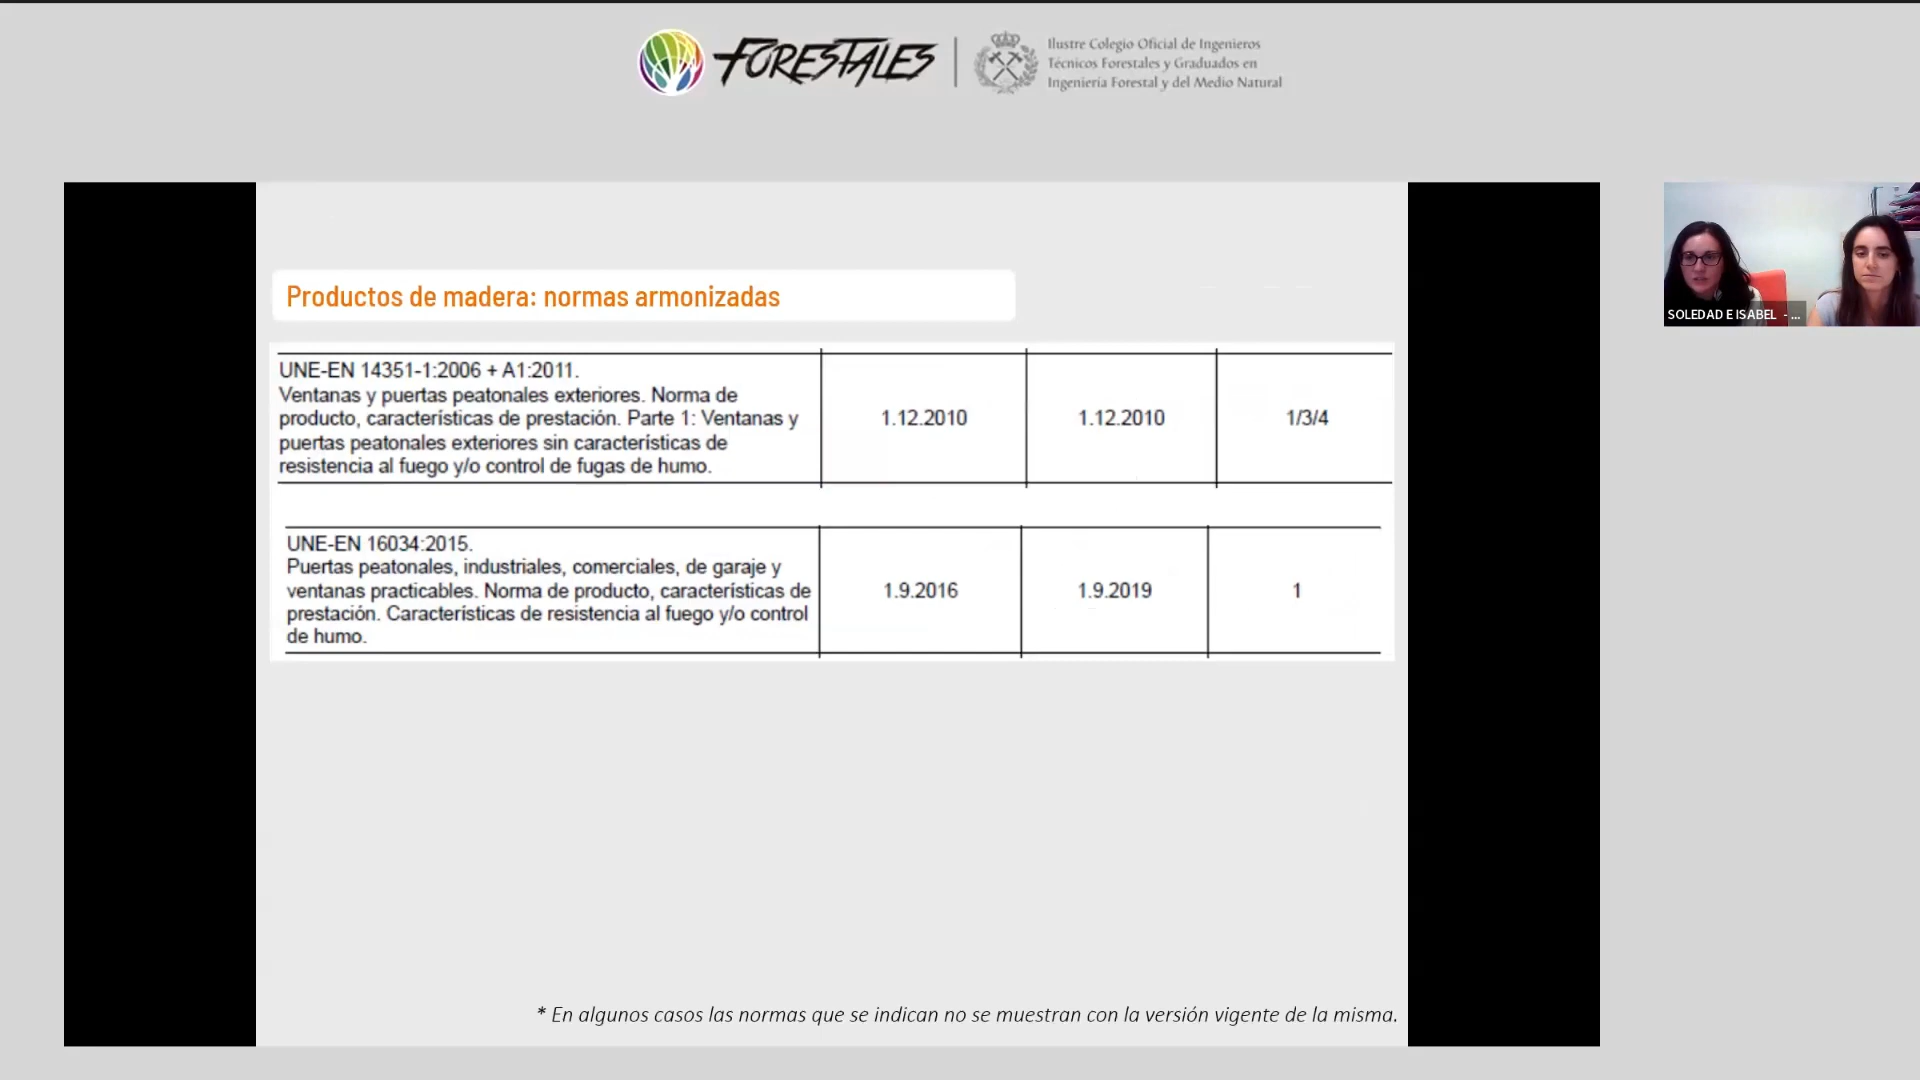 FORESTALES
Ilustre Colegio Oficial de Ingenieros
Técnicos Forestales y Graduados en
Ingeniería Forestal y del Medio Natural
SOLEDAD E ISABEL - ...
Productos de madera: normas armonizadas
UNE-EN 14351-1:2006 + A1:2011.
Ventanas y puertas peatonales exteriores. Norma de
producto, características de prestación. Parte 1: Ventanas y
puertas peatonales exteriores sin características de
resistencia al fuego y/o control de fugas de humo.
1.12.2010
1.12.2010
1/3/4
UNE-EN 16034:2015.
Puertas peatonales, industriales, comerciales, de garaje y
ventanas practicables. Norma de producto, características de
prestación. Características de resistencia al fuego y/o control
de humo.
1.9.2016
1.9.2019
1
* En algunos casos las normas que se indican no se muestran con la versión vigente de la misma.